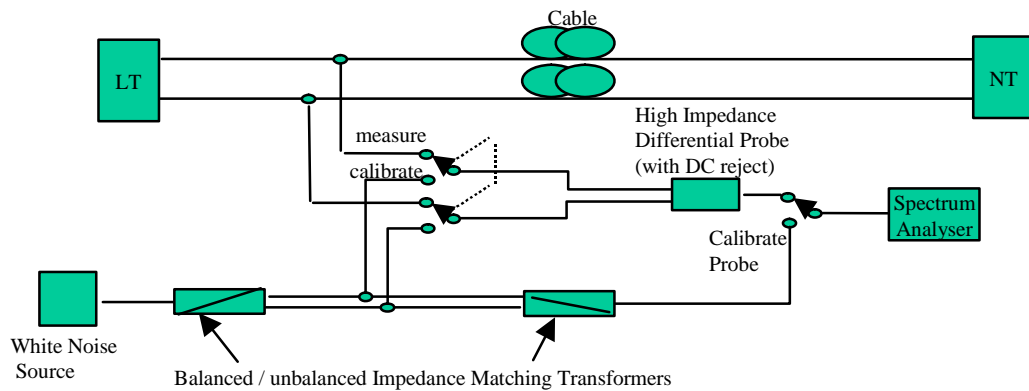 Cable
LT
NT
High Impedance
Differential Probe
(with DC reject)
measure
calibrate
Spectrum
Analyser
Calibrate
Probe
White Noise
Source
Balanced / unbalanced Impedance Matching Transformers